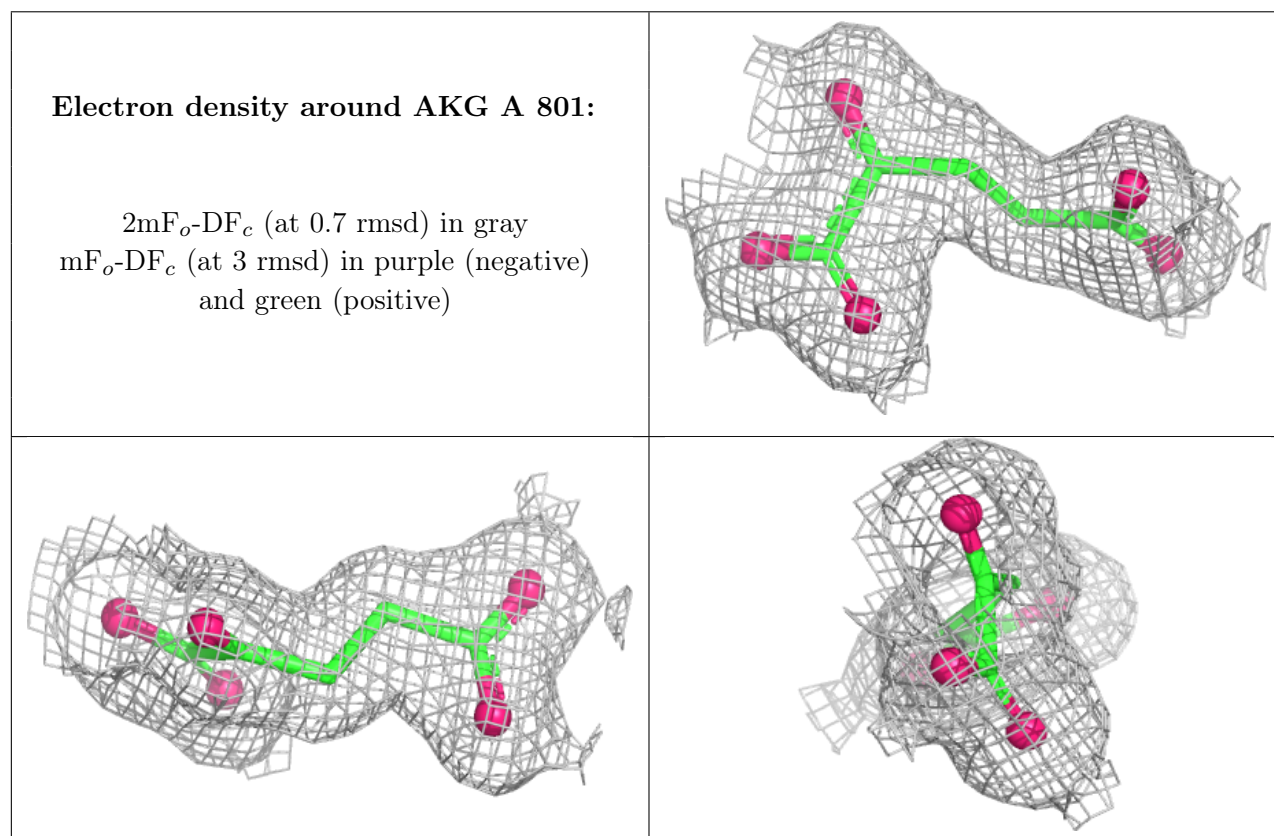 Electron density around AKG A 801:
2mFo-DFc (at 0.7 rmsd) in gray
mFo-DFc (at 3 rmsd) in purple (negative)
and green (positive)